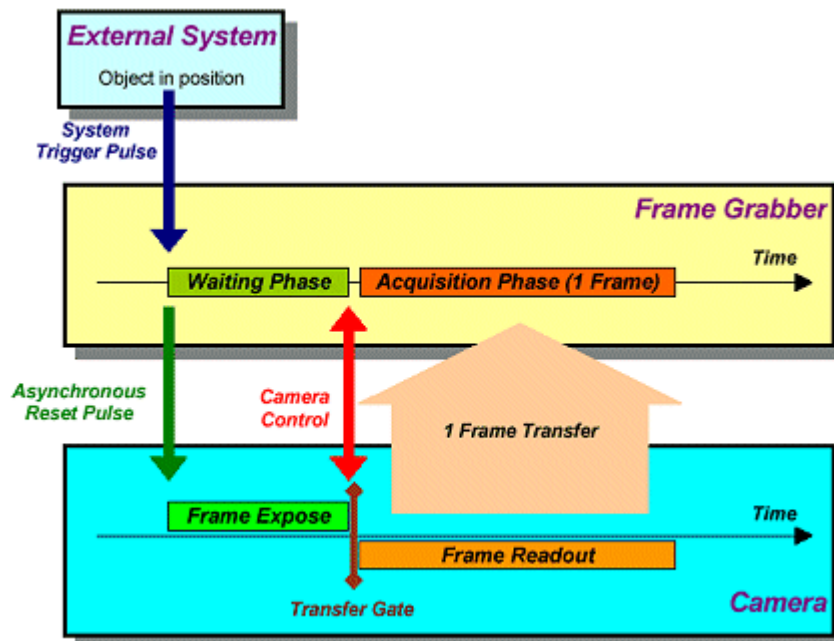 External System
Object in position
System
Trigger Pulse
Frame Grabber
Time
Waiting Phase
Acquisition Phase (1 Frame)
Asynchronous
Reset Pulse
Camera
Control
1 Frame Transfer
Frame Expose
Time
Frame Readout
Transfer Gate
Camera